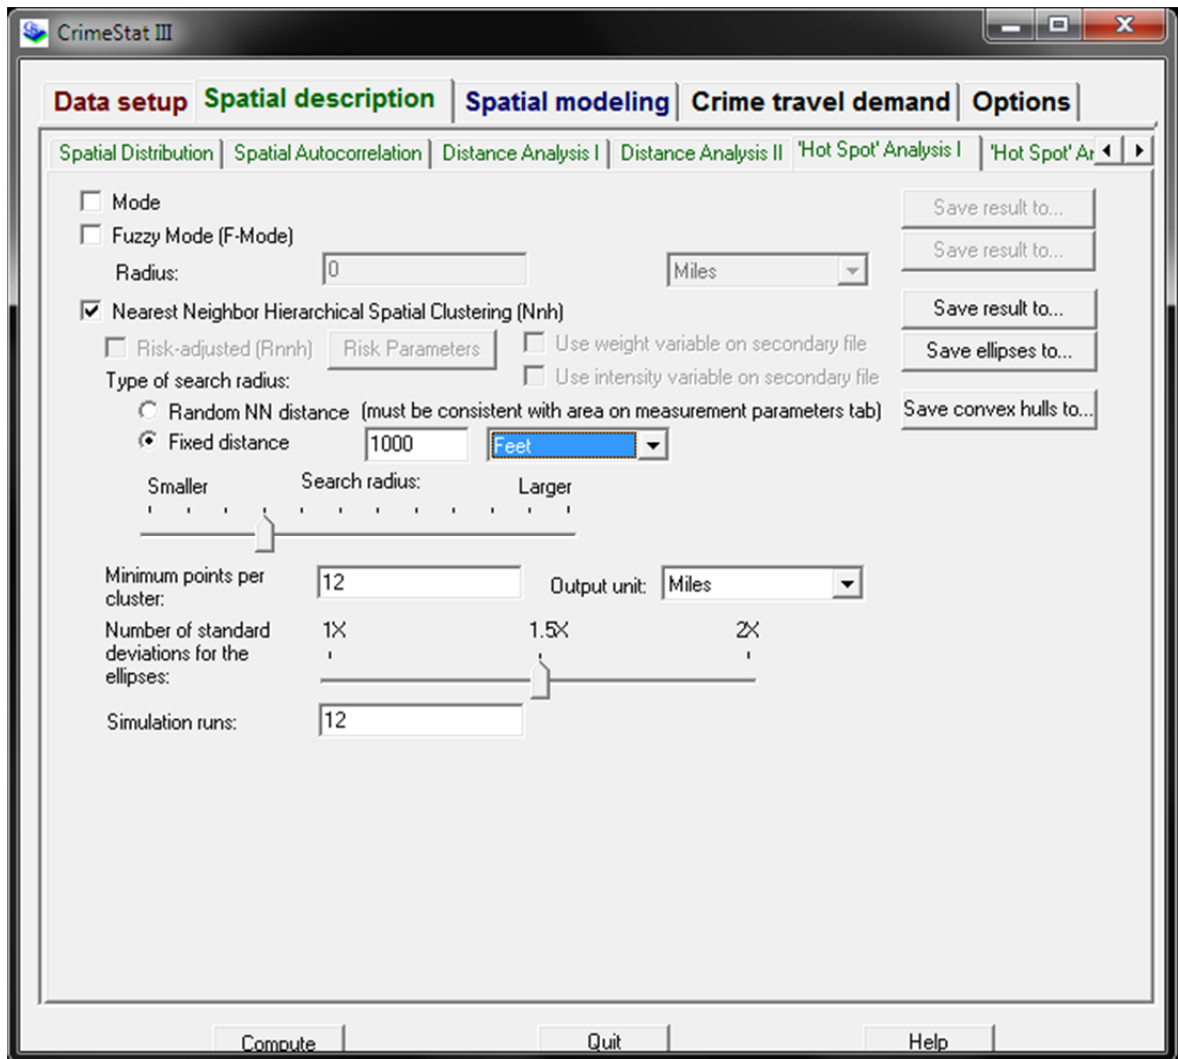 CrimeStat III
Data setup Spatial description Spatial modeling Crime travel demand Options
Spatial Distribution Spatial Autocorrelation Distance Analysis I Distance Analysis II 'Hot Spot' Analysis I 'Hot Spot' Ar
Mode Save result to...
Fuzzy Mode (F-Mode) Save result to...
Radius: 0 Miles
Nearest Neighbor Hierarchical Spatial Clustering (Nnh) Save result to...
Risk-adjusted (Rnnh) Risk Parameters Use weight variable on secondary file Save ellipses to...
Type of search radius: Use intensity variable on secondary file
Random NN distance (must be consistent with area on measurement parameters tab) Save convex hulls to...
Fixed distance 1000 Feet
Smaller Search radius: Larger
Minimum points per
cluster: 12 Output unit: Miles
Number of standard 1X 1.5X 2X
deviations for the
ellipses:
Simulation runs: 12
Compute Quit Help